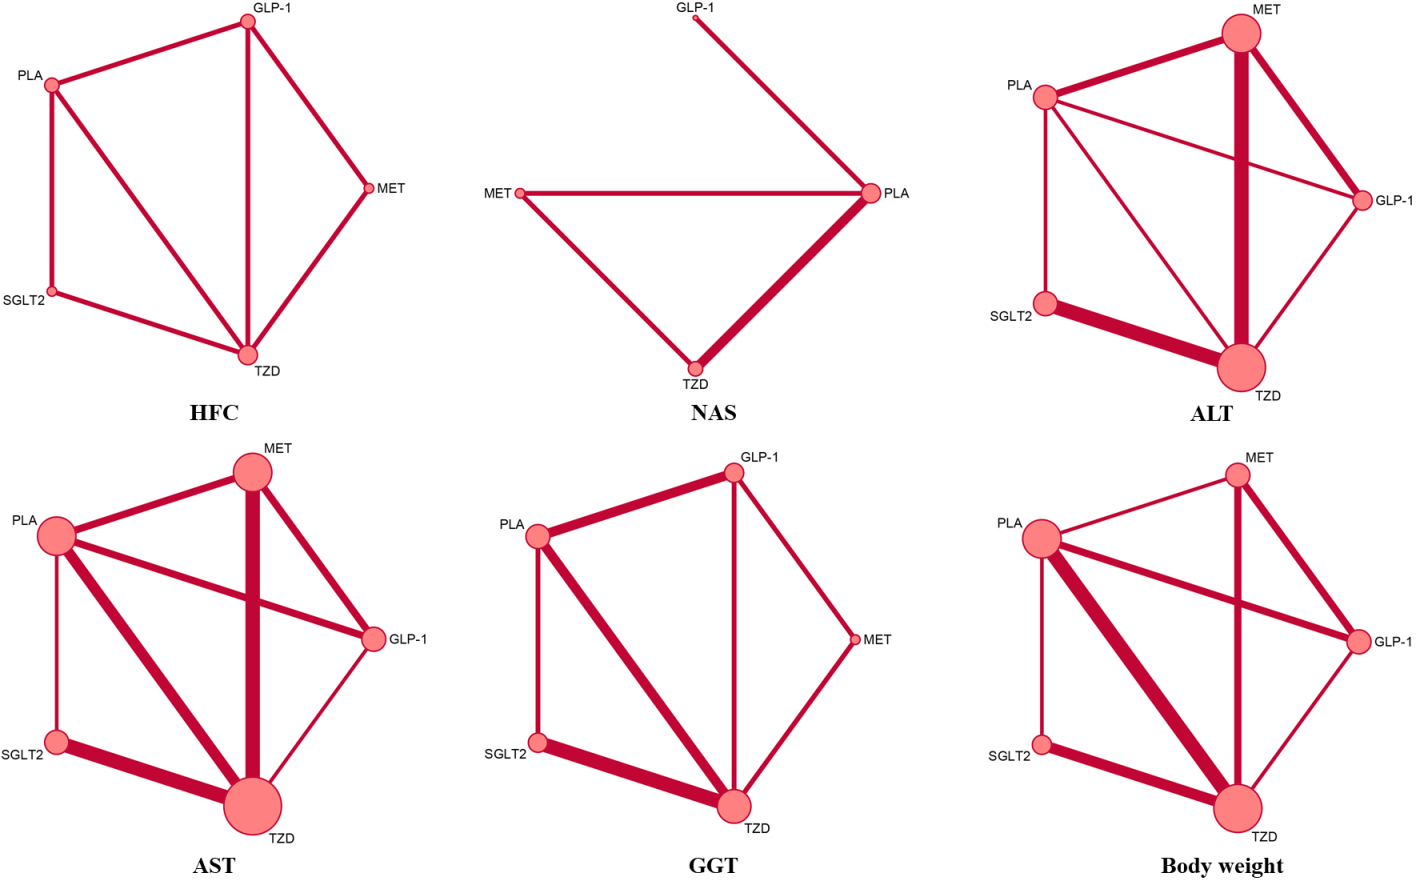 GLP-1
PLA
MET
SGLT2
TZD
HFC
GLP-1
MET
PLA
TZD
NAS
MET
PLA
GLP-1
SGLT2
TZD
ALT
MET
PLA
GLP-1
SGLT2
TZD
AST
GLP-1
PLA
MET
SGLT2
TZD
GGT
MET
PLA
GLP-1
SGLT2
TZD
Body weight